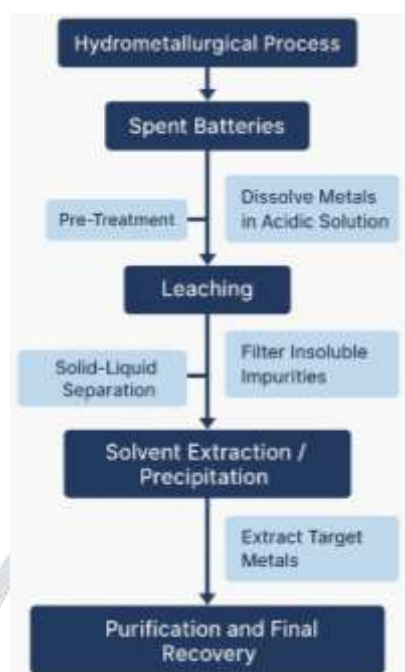 Hydrometallurgical Process
Spent Batteries
Pre-Treatment
Dissolve Metals
in Acidic Solution
Leaching
Solid-Liquid
Separation
Filter Insoluble
Impurities
Solvent Extraction /
Precipitation
Extract Target
Metals
Purification and Final
Recovery